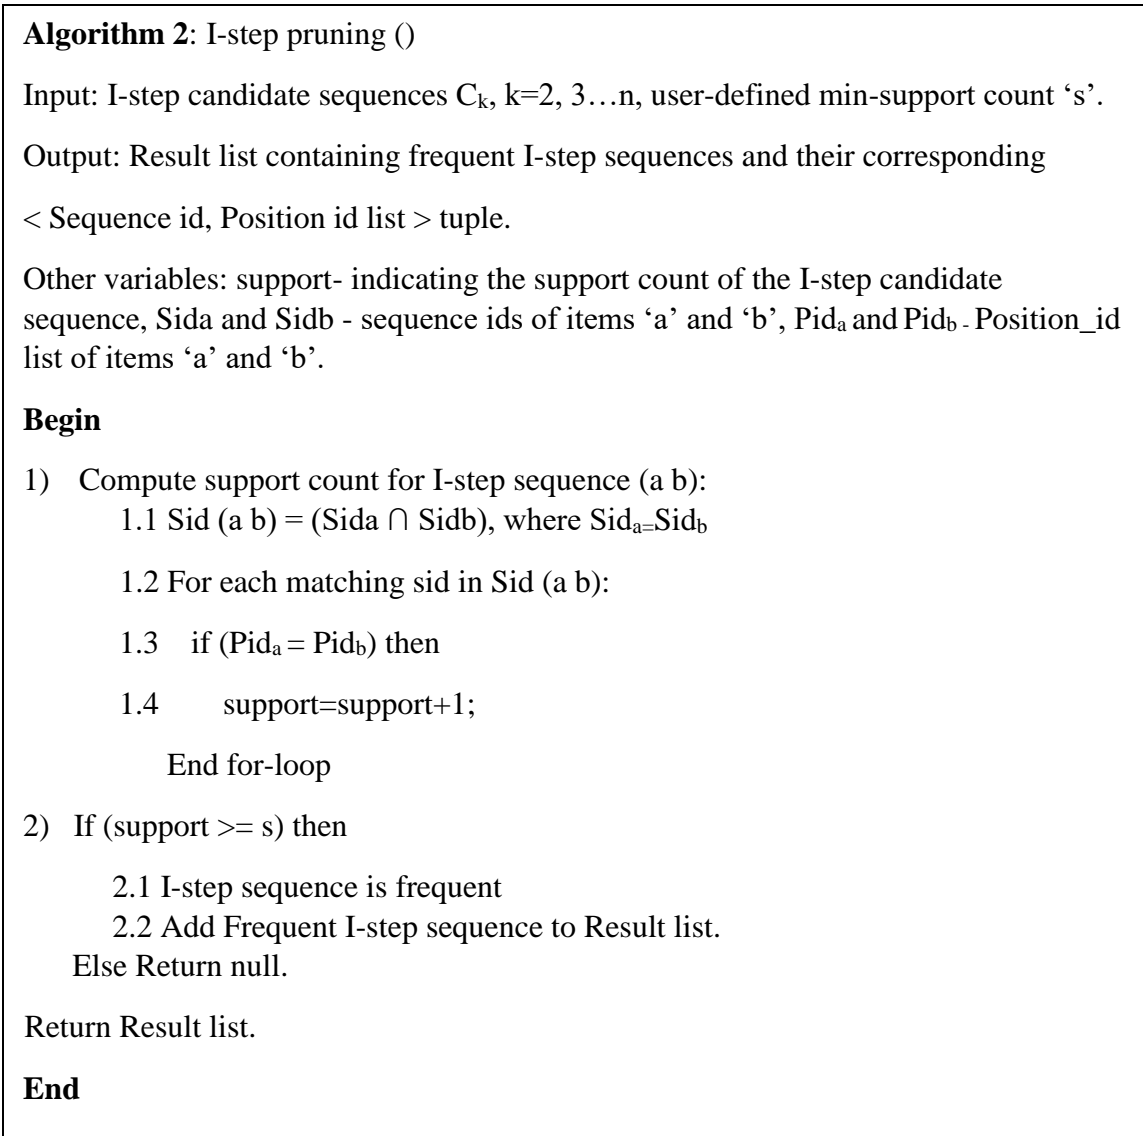 Algorithm 2: I-step pruning ()
Input: I-step candidate sequences Cₖ, k=2, 3…n, user-defined min-support count ‘s’.
Output: Result list containing frequent I-step sequences and their corresponding
< Sequence id, Position id list > tuple.
Other variables: support- indicating the support count of the I-step candidate
sequence, Sida and Sidb - sequence ids of items ‘a’ and ‘b’, Pida and Pidb - Position_id
list of items ‘a’ and ‘b’.
Begin
1) Compute support count for I-step sequence (a b):
1.1 Sid (a b) = (Sida ∩ Sidb), where Sida=Sidb
1.2 For each matching sid in Sid (a b):
1.3 if (Pida = Pidb) then
1.4 support=support+1;
End for-loop
2) If (support >= s) then
2.1 I-step sequence is frequent
2.2 Add Frequent I-step sequence to Result list.
Else Return null.
Return Result list.
End